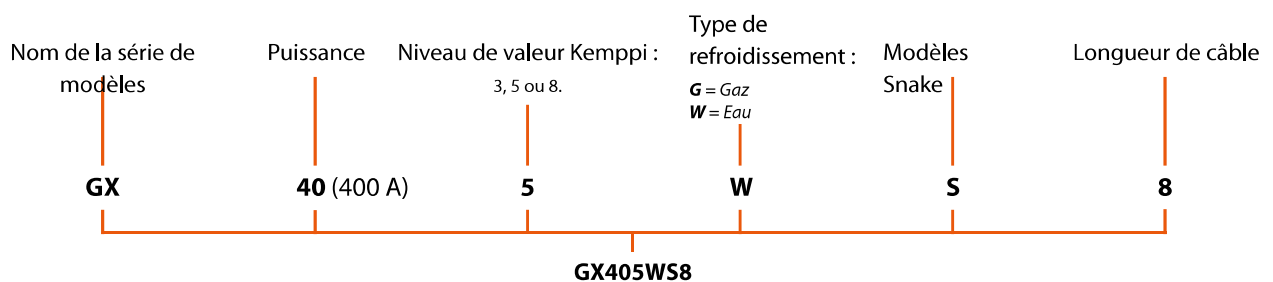 Nom de la série de
modèles
Puissance
Niveau de valeur Kemppi :
3, 5 ou 8.
Type de
refroidissement :
G = Gaz
W = Eau
Modèles
Snake
Longueur de câble
GX
40 (400 A)
5
W
S
8
GX405WS8